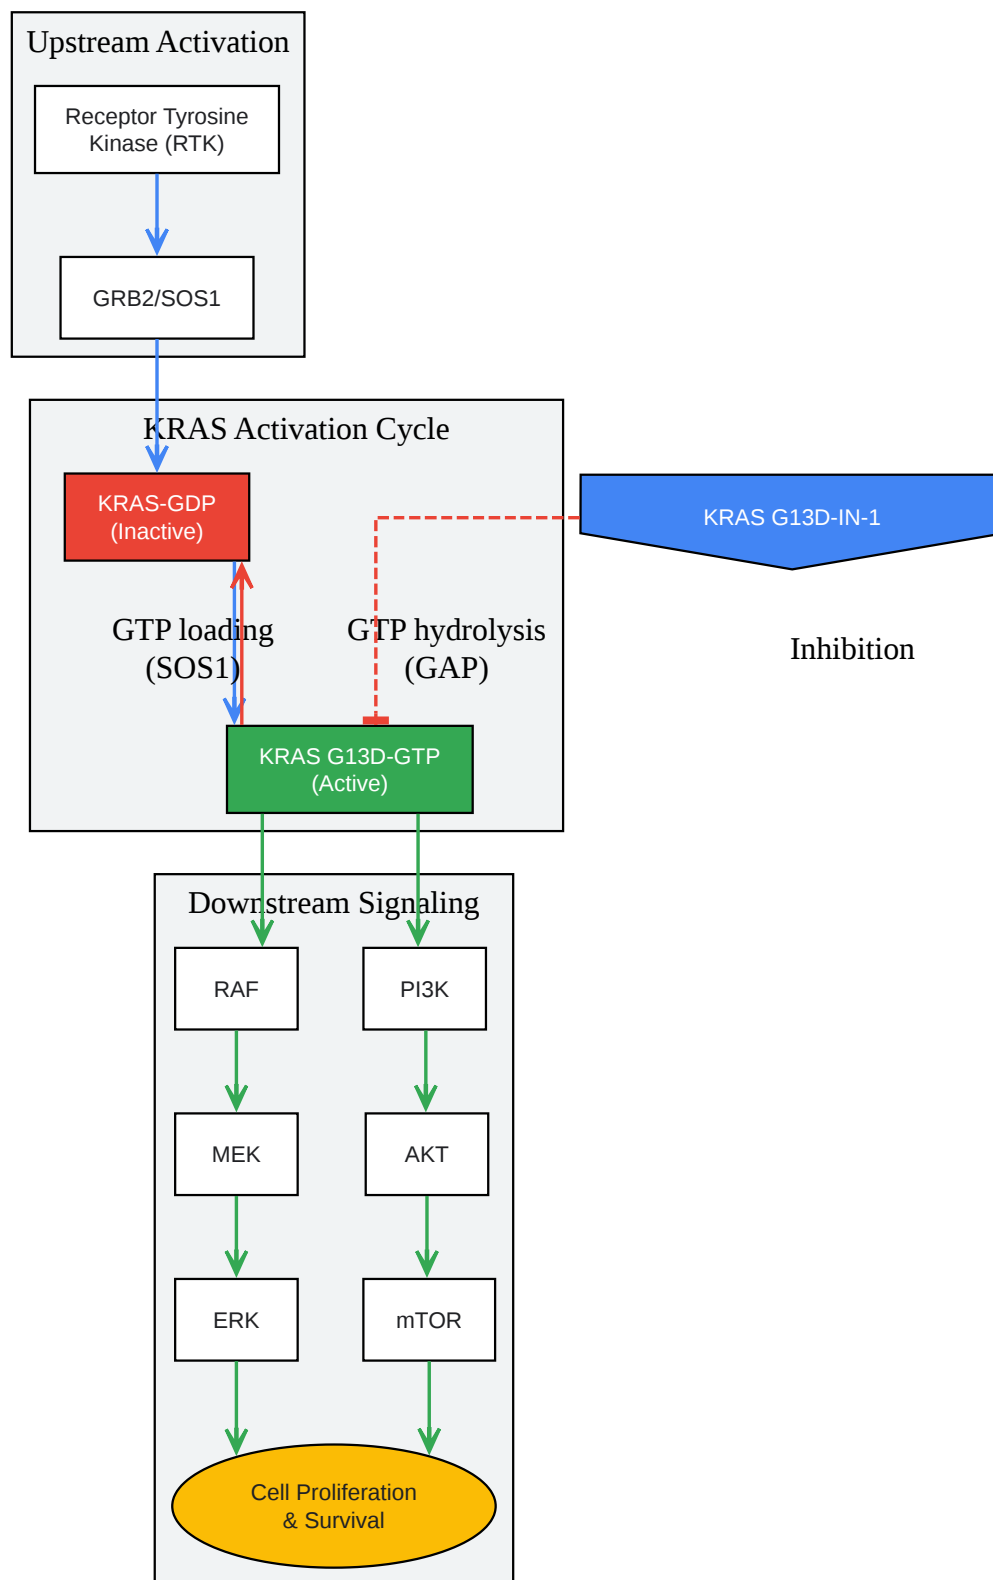 Upstream Activation
Receptor Tyrosine
Kinase (RTK)
GRB2/SOS1
KRAS Activation Cycle
KRAS-GDP
(Inactive)
KRAS G13D-IN-1
GTP loading
(SOS1)
GTP hydrolysis
(GAP)
Inhibition
KRAS G13D-GTP
(Active)
Downstream Signaling
RAF
PI3K
MEK
AKT
ERK
mTOR
Cell Proliferation
& Survival